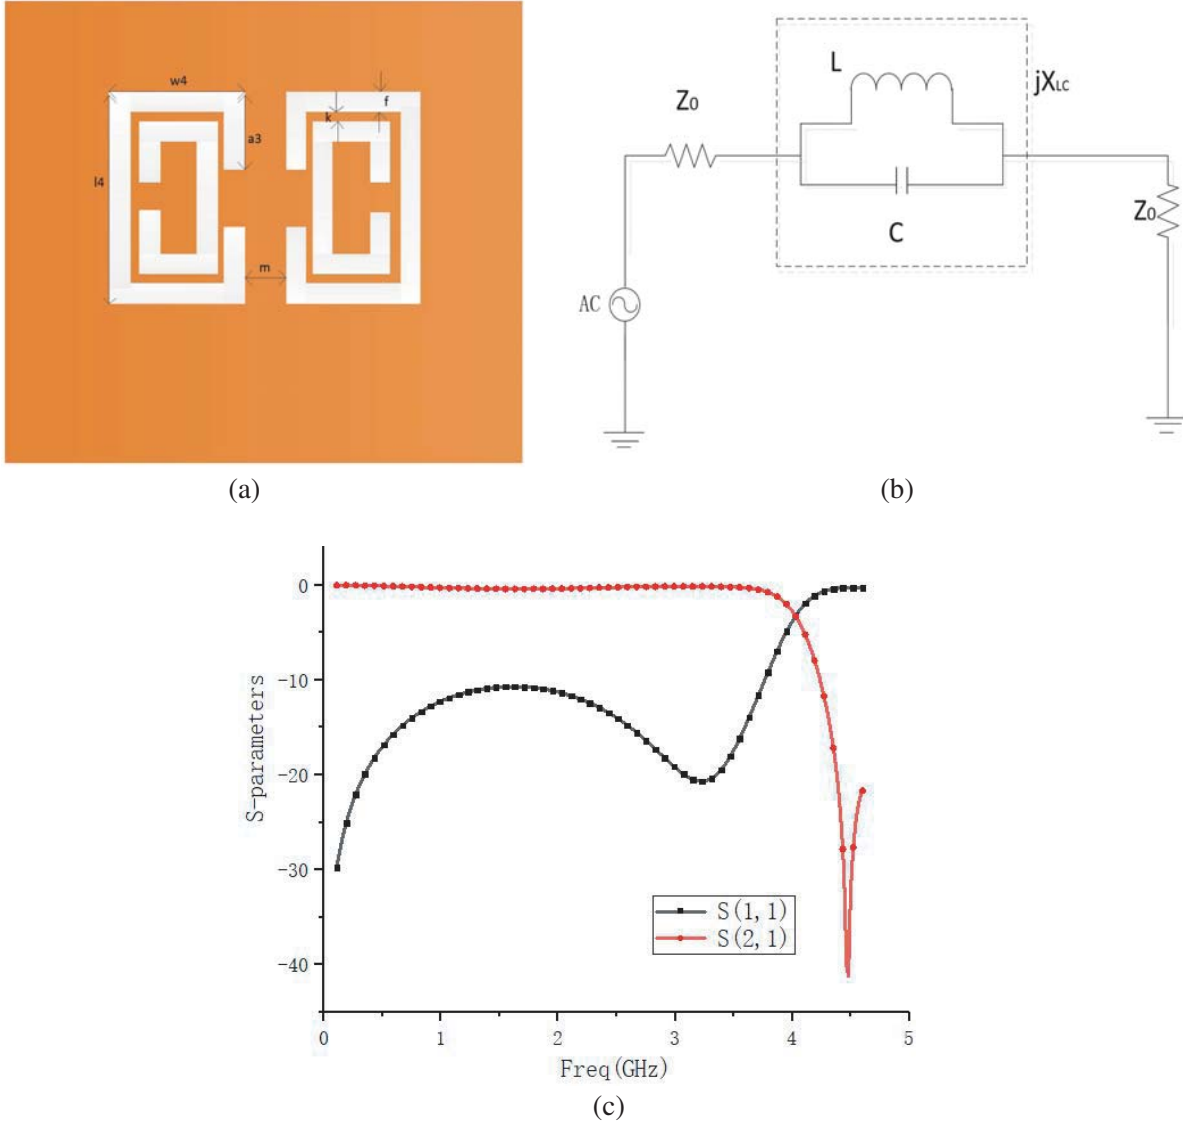 w4
f
k
a3
l4
m
(a)
L
jXLC
Z0
C
Z0
AC
(b)
0
-10
-20
-30
-40
S-parameters
S(1,1)
S(2,1)
0 1 2 3 4 5
Freq(GHz)
(c)